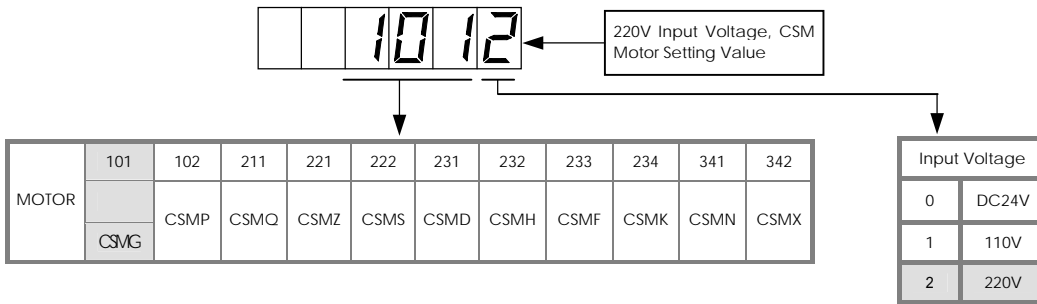 1012
220V Input Voltage, CSM
Motor Setting Value
MOTOR 101 102 211 221 222 231 232 233 234 341 342
CSMG CSMP CSMQ CSMZ CSMS CSMD CSMH CSMF CSMK CSMN CSMX
Input Voltage
0 DC24V
1 110V
2 220V